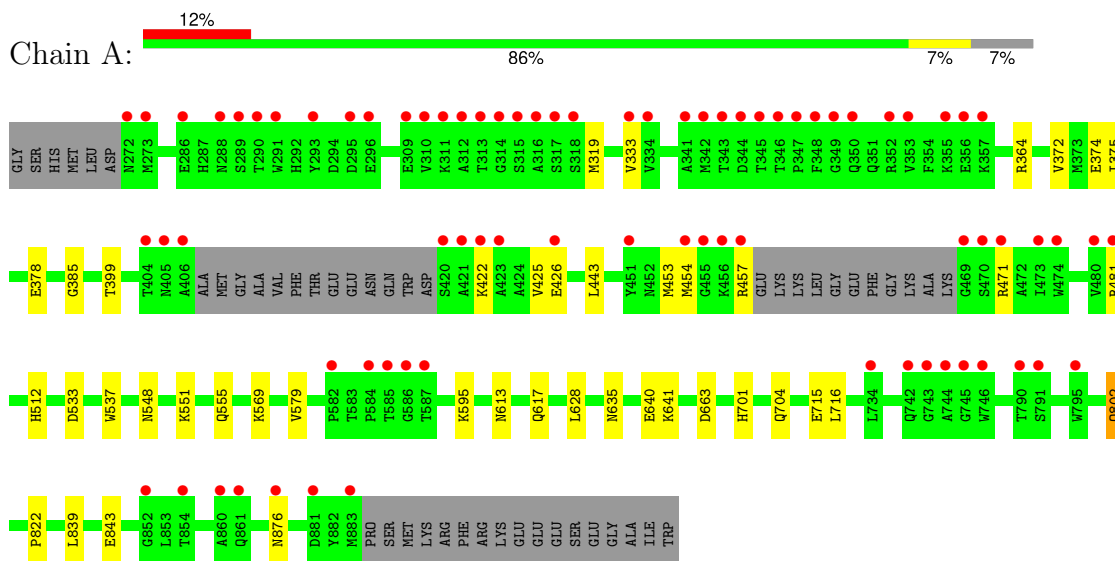 12%
Chain A:
86% 7% 7%
GLY SER HIS MET LEU ASP N272 M273 E286 H287 N288 S289 T290 W291 H292 Y293 D294 D295 E296 E309 V310 K311 A312 T313 G314 S315 A316 S317 S318 M319 V333 V334 A341 M342 T343 D344 T345 T346 P347 F348 G349 Q350 Q351 R352 V353 F354 K355 E356 K357 R364 V372 M373 E374
E378 G385 T399 T404 N405 A406 ALA MET GLY ALA VAL PHE THR GLU GLU ASN GLN TRP ASP S420 A421 K422 A423 A424 V425 E426 L443 Y451 N452 M453 M454 G455 K456 R457 GLU LYS LYS LEU GLY GLU PHE GLY LYS ALA LYS G469 S470 R471 A472 I473 W474 V480
H512 D533 W537 N548 K551 Q555 K569 V579 P582 T583 P584 T585 G586 T587 K595 N613 Q617 L628 N635 E640 K641 D663 H701 Q704 E715 L716 L734 Q742 G743 A744 G745 W746 T790 S791 W795
P822 L839 E843 G852 L853 T854 A860 Q861 N876 D881 Y882 M883 PRO SER MET LYS ARG PHE ARG LYS GLU GLU GLU SER GLU GLY ALA ILE TRP